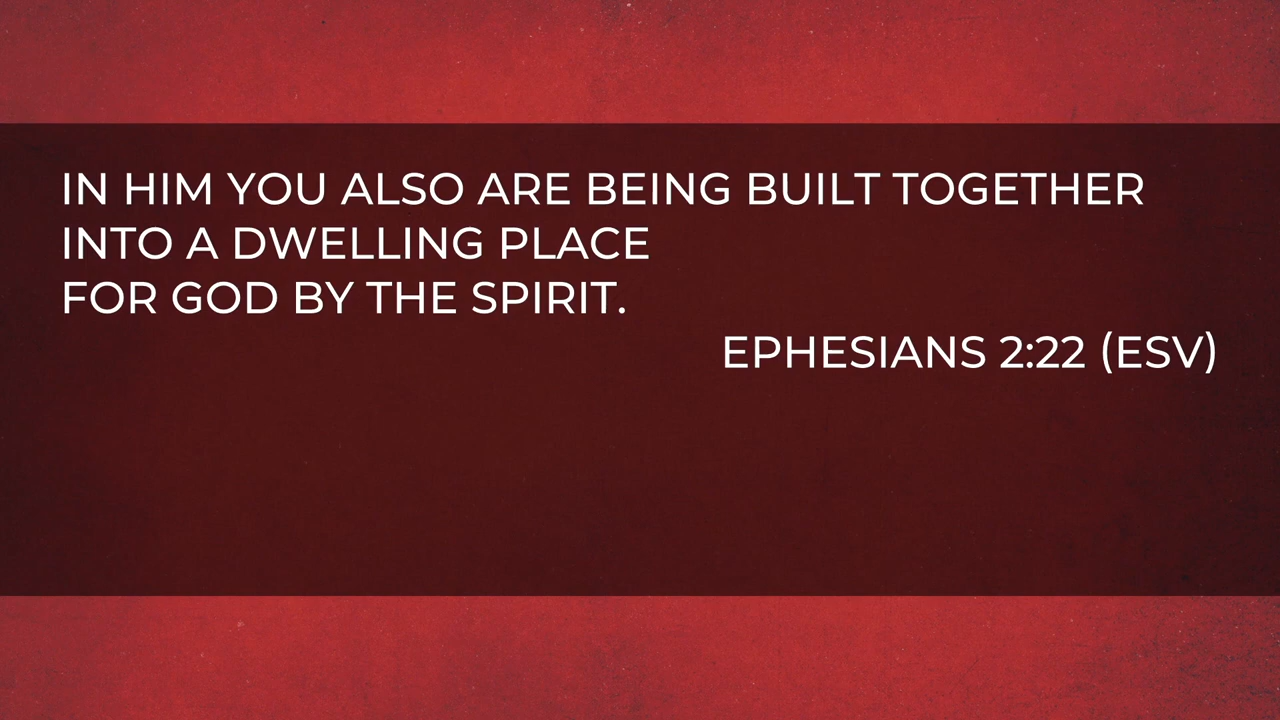 IN HIM YOU ALSO ARE BEING BUILT TOGETHER
INTO A DWELLING PLACE
FOR GOD BY THE SPIRIT.
EPHESIANS 2:22 (ESV)